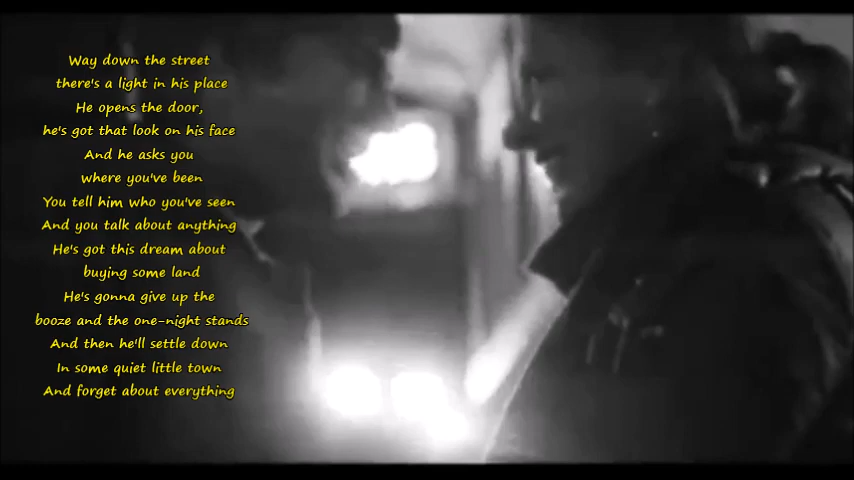 Way down the street
there's a light in his place
He opens the door,
he's got that look on his face
And he asks you
where you've been
You tell him who you've seen
And you talk about anything
He's got this dream about
buying some land
He's gonna give up the
booze and the one-night stands
And then he'll settle down
In some quiet little town
And forget about everything